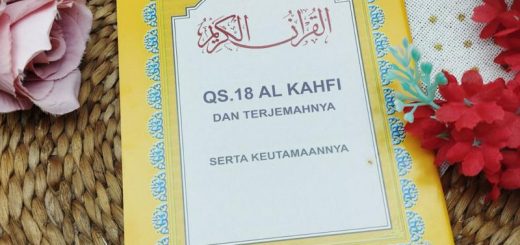 القرآن الكريم
QS.18 AL KAHFI
DAN TERJEMAHNYA
SERTA KEUTAMAANNYA